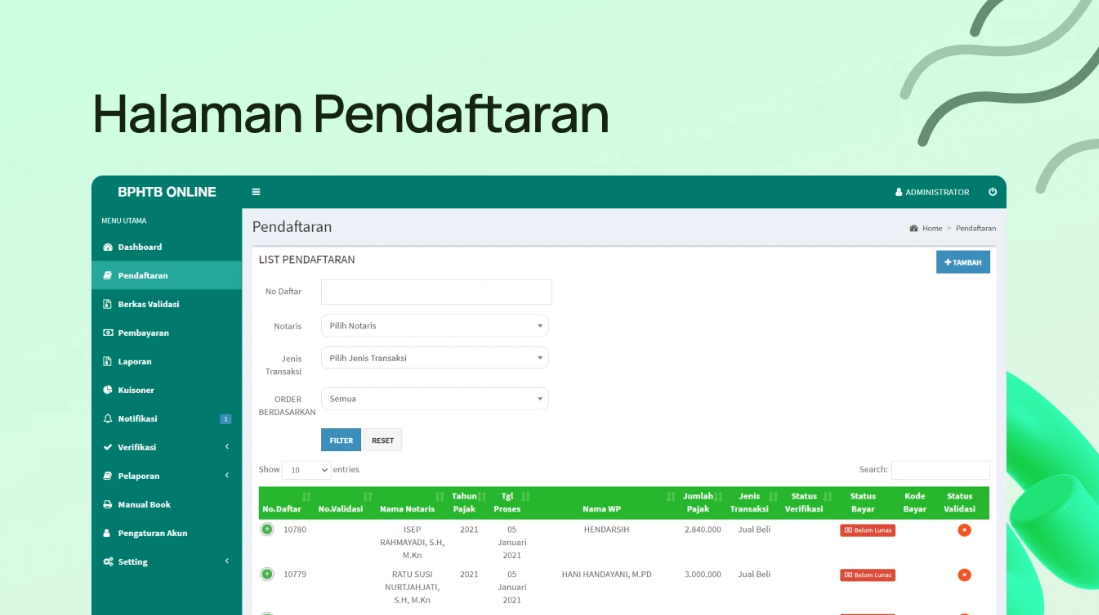 Halaman Pendaftaran
BPHTB ONLINE
ADMINISTRATOR
MENU UTAMA
Dashboard
Pendaftaran
Berkas Validasi
Pembayaran
Laporan
Kuisoner
Notifikasi 1
Verifikasi
Pelaporan
Manual Book
Pengaturan Akun
Setting
Pendaftaran
Home > Pendaftaran
LIST PENDAFTARAN
+ TAMBAH
No Daftar
Notaris Pilih Notaris
Jenis Transaksi Pilih Jenis Transaksi
ORDER BERDASARKAN Semua
FILTER RESET
Show 10 entries
Search:
No.Daftar No.Validasi Nama Notaris Tahun Pajak Tgl Proses Nama WP Jumlah Pajak Jenis Transaksi Status Verifikasi Status Bayar Kode Bayar Status Validasi
10780 ISEP RAHMAYADI, S.H, M.Kn 2021 05 Januari 2021 HENDARSIH 2.840.000 Jual Beli Belum Lunas
10779 RATU SUSI NURTJAHJATI, S.H, M.Kn 2021 05 Januari 2021 HANI HANDAYANI, M.PD 3.000.000 Jual Beli Belum Lunas